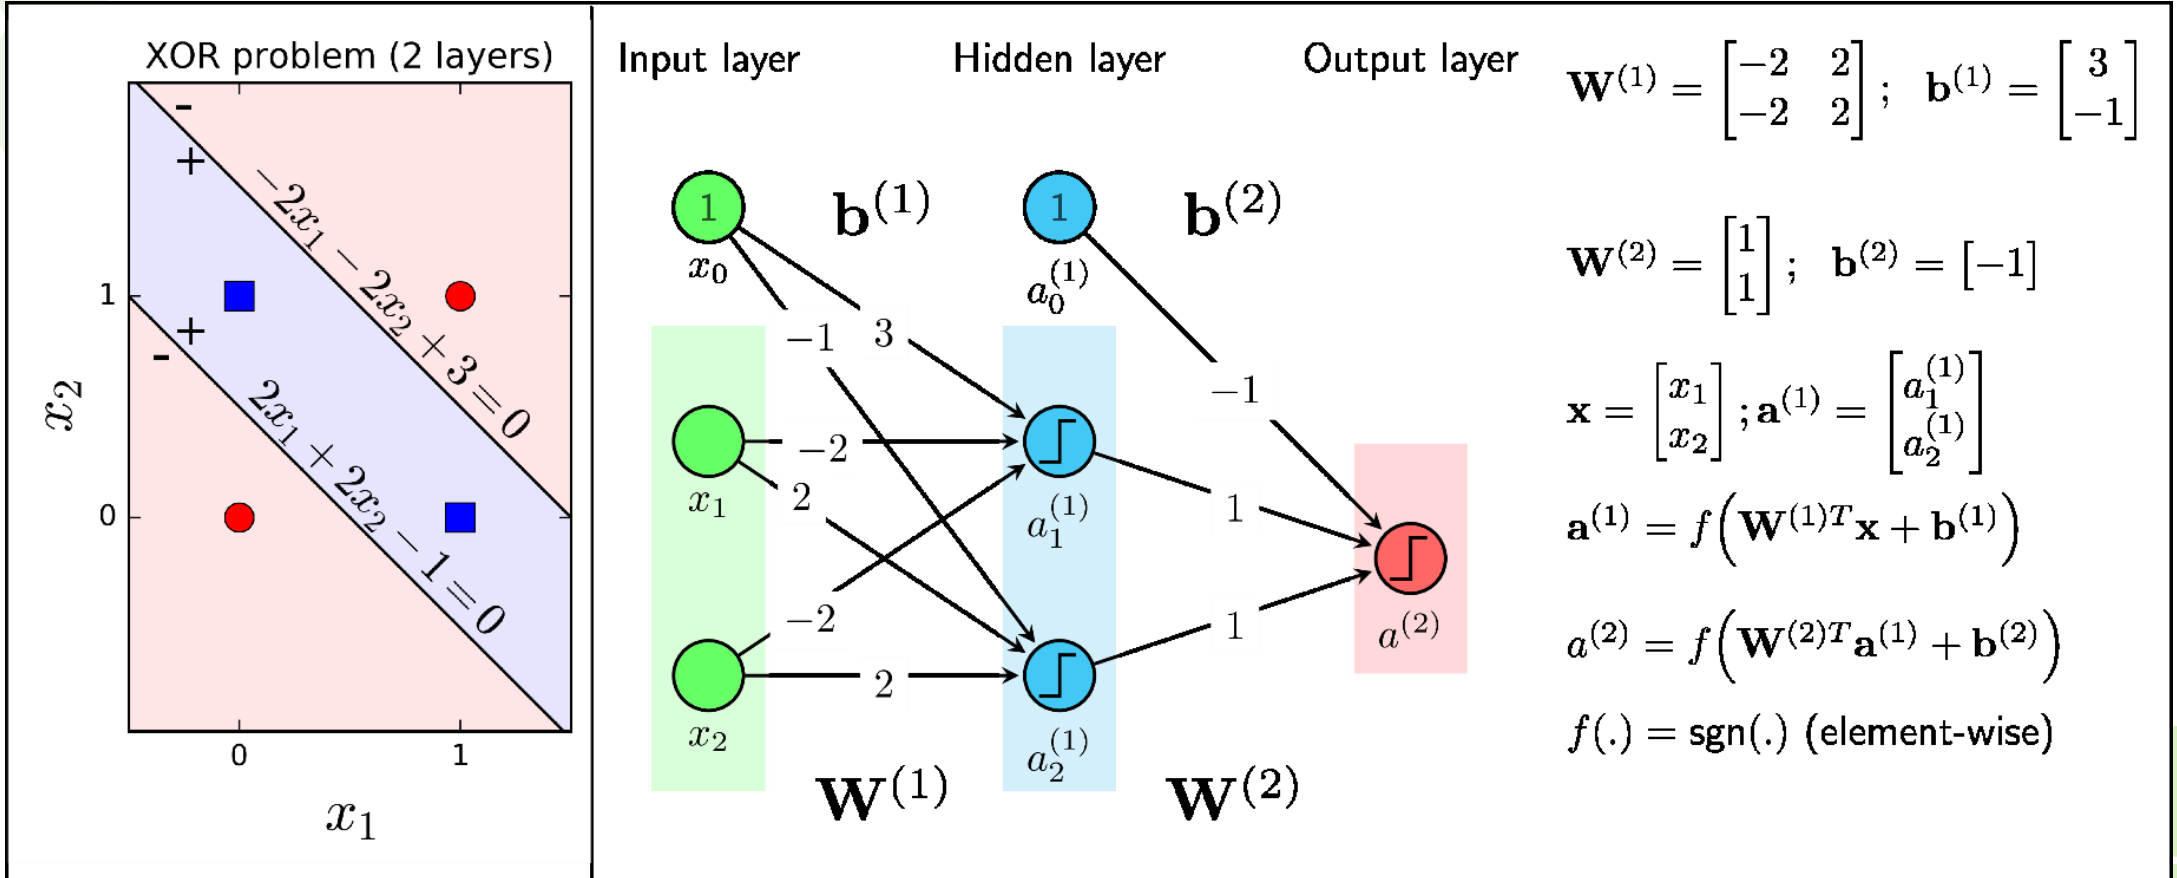 XOR problem (2 layers)
-
+
−2x₁ − 2x₂ + 3 = 0
1
+
-
2x₁ + 2x₂ − 1 = 0
0
x₂
0 1
x₁
Input layer Hidden layer Output layer
1 b⁽¹⁾ 1 b⁽²⁾
x₀ a₀⁽¹⁾
−1 3
−1
−2
x₁ 2 a₁⁽¹⁾ 1
−2 1 a⁽²⁾
2
x₂ a₂⁽¹⁾
W⁽¹⁾ W⁽²⁾
W⁽¹⁾ = [−2 2; −2 2] ; b⁽¹⁾ = [3; −1]
W⁽²⁾ = [1; 1] ; b⁽²⁾ = [−1]
x = [x₁; x₂] ; a⁽¹⁾ = [a₁⁽¹⁾; a₂⁽¹⁾]
a⁽¹⁾ = f(W⁽¹⁾ᵀx + b⁽¹⁾)
a⁽²⁾ = f(W⁽²⁾ᵀa⁽¹⁾ + b⁽²⁾)
f(.) = sgn(.) (element-wise)